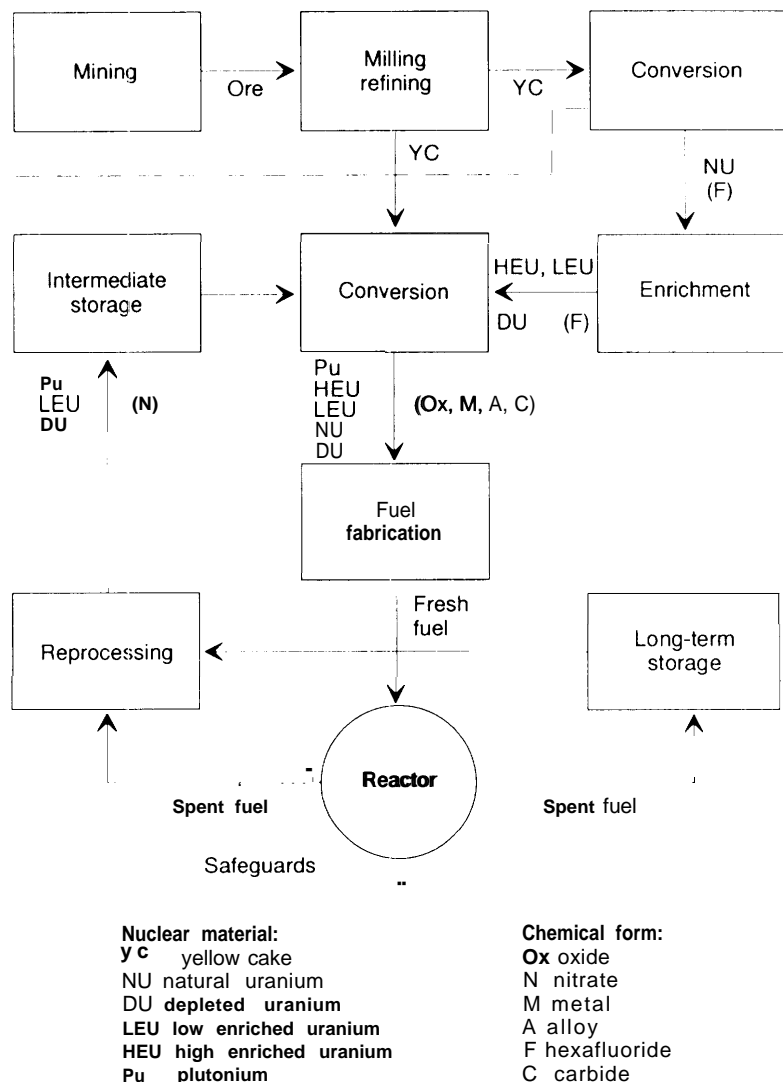 Mining
Ore
Milling
refining
YC
Conversion
YC
NU
(F)
Intermediate
storage
Conversion
HEU, LEU
DU (F)
Enrichment
Pu
LEU
DU
(N)
Pu
HEU
LEU
NU
DU
(Ox, M, A, C)
Fuel
fabrication
Fresh
fuel
Reprocessing
Long-term
storage
Reactor
Spent fuel
Spent fuel
Safeguards
Nuclear material:
yc yellow cake
NU natural uranium
DU depleted uranium
LEU low enriched uranium
HEU high enriched uranium
Pu plutonium
Chemical form:
Ox oxide
N nitrate
M metal
A alloy
F hexafluoride
C carbide